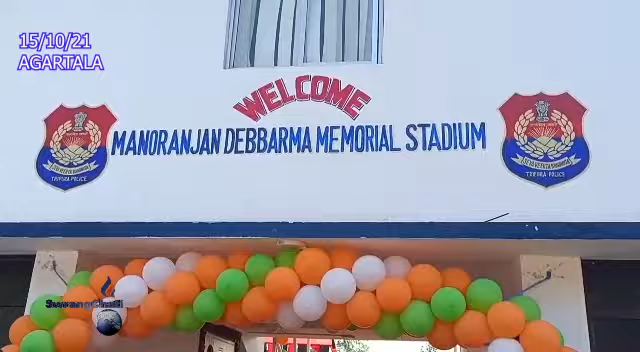 15/10/21
AGARTALA
WELCOME
MANORANJAN DEBBARMA MEMORIAL STADIUM
TRIPURA POLICE
TRIPURA POLICE